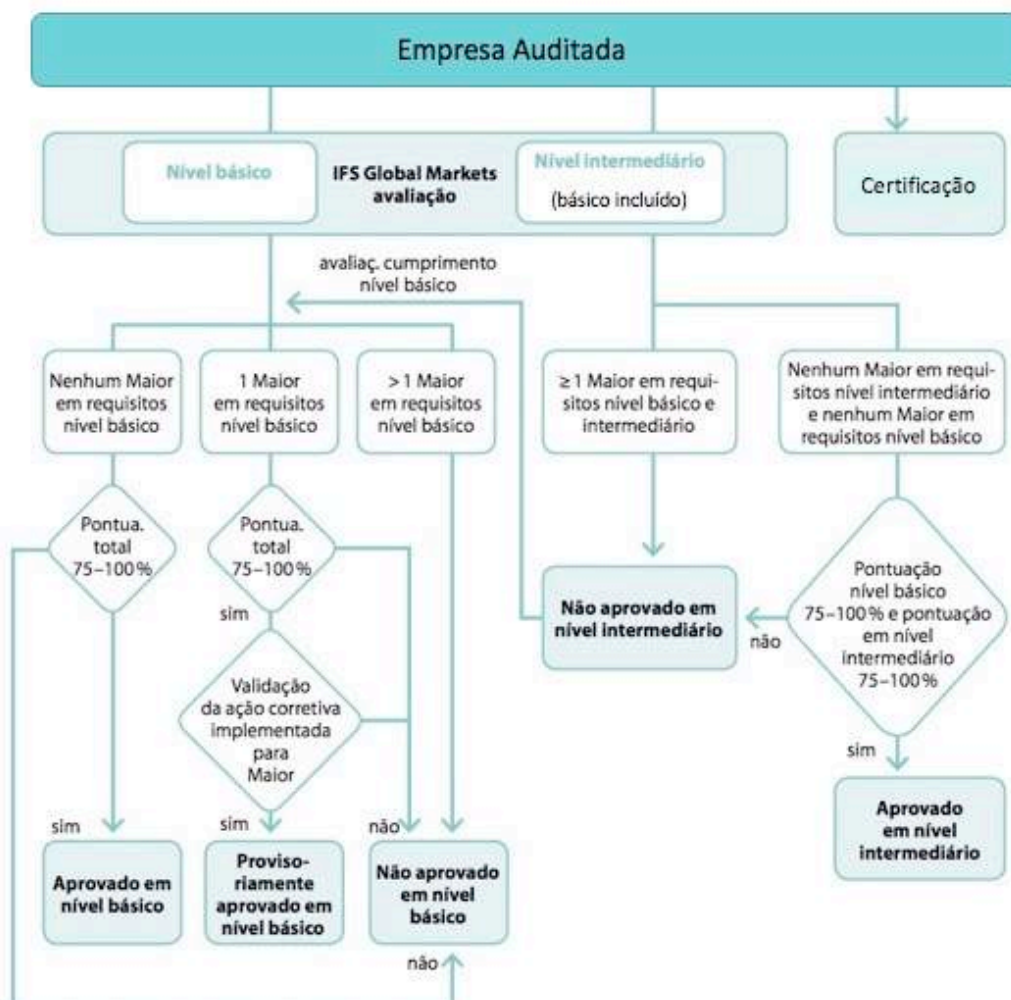 Empresa Auditada
Nível básico
IFS Global Markets
avaliação
Nível intermediário
(básico incluído)
Certificação
avaliaç. cumprimento
nível básico
Nenhum Maior
em requisitos
nível básico
1 Maior
em requisitos
nível básico
> 1 Maior
em requisitos
nível básico
≥ 1 Maior em requi-
sitos nível básico e
intermediário
Nenhum Maior em requi-
sitos nível intermediário
e nenhum Maior em
requisitos nível básico
Pontua.
total
75–100 %
Pontua.
total
75–100 %
sim
Validação
da ação corretiva
implementada
para
Maior
Não aprovado em
nível intermediário
não
Pontuação
nível básico
75–100 % e pontuação
em nível
intermediário
75–100 %
sim
Aprovado
em nível
intermediário
sim
sim
não
Aprovado em
nível básico
Proviso-
riamente
aprovado em
nível básico
Não aprovado
em nível
básico
não